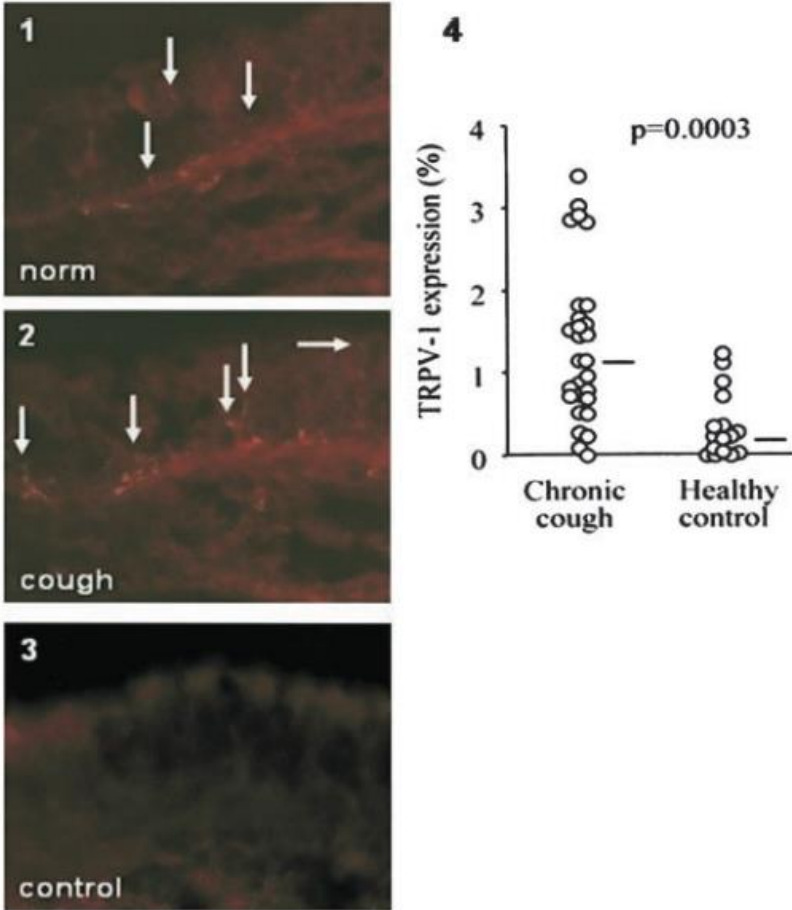 1
norm
2
cough
3
control
4
p=0.0003
TRPV-1 expression (%)
4
3
2
1
0
Chronic
cough
Healthy
control